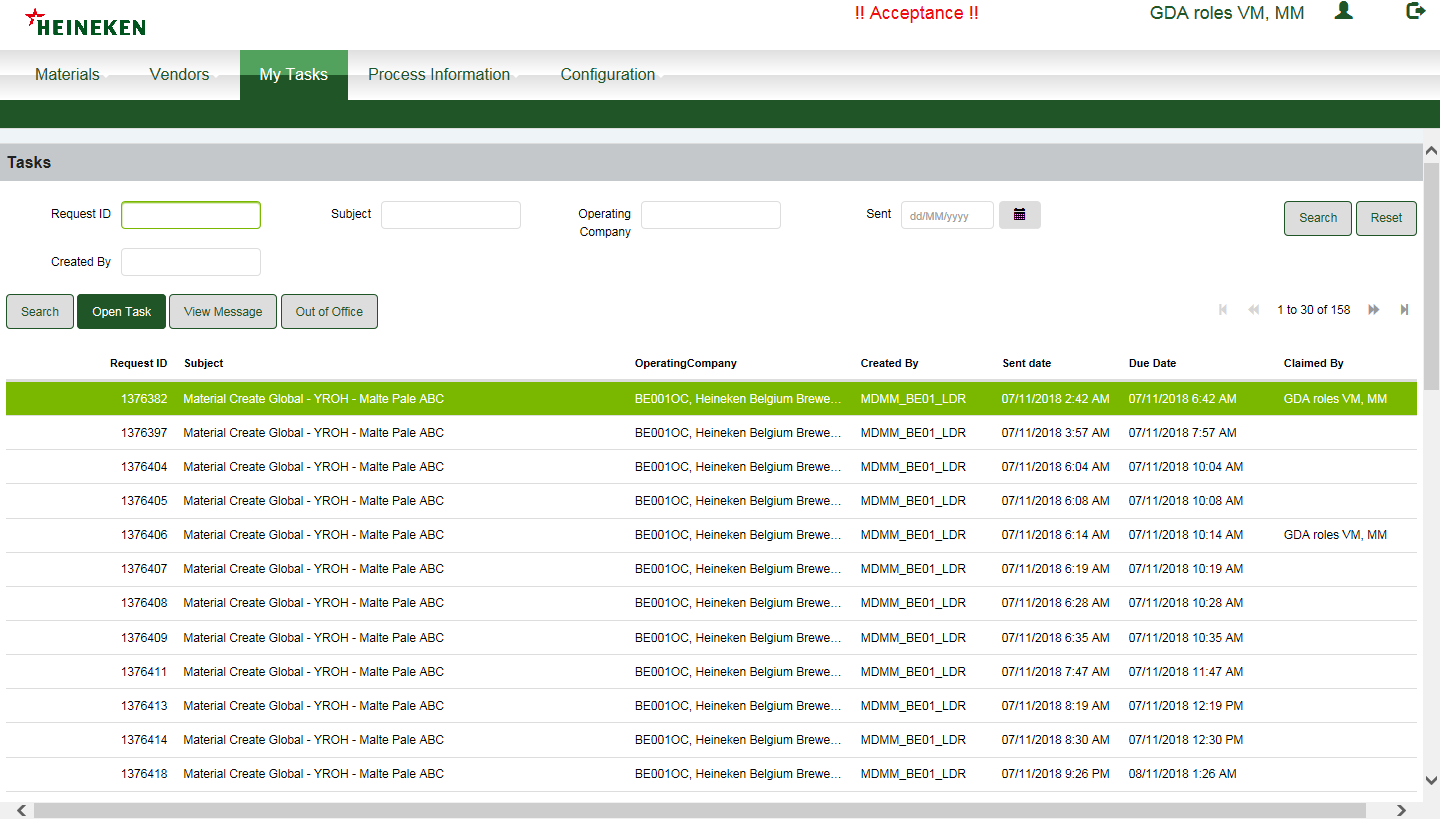 HEINEKEN
!! Acceptance !!
GDA roles VM, MM
Materials Vendors My Tasks Process Information Configuration
Tasks
Request ID Subject Operating Company Sent dd/MM/yyyy Search Reset
Created By
Search Open Task View Message Out of Office 1 to 30 of 158
Request ID Subject OperatingCompany Created By Sent date Due Date Claimed By
1376382 Material Create Global - YROH - Malte Pale ABC BE001OC, Heineken Belgium Brewe... MDMM_BE01_LDR 07/11/2018 2:42 AM 07/11/2018 6:42 AM GDA roles VM, MM
1376397 Material Create Global - YROH - Malte Pale ABC BE001OC, Heineken Belgium Brewe... MDMM_BE01_LDR 07/11/2018 3:57 AM 07/11/2018 7:57 AM
1376404 Material Create Global - YROH - Malte Pale ABC BE001OC, Heineken Belgium Brewe... MDMM_BE01_LDR 07/11/2018 6:04 AM 07/11/2018 10:04 AM
1376405 Material Create Global - YROH - Malte Pale ABC BE001OC, Heineken Belgium Brewe... MDMM_BE01_LDR 07/11/2018 6:08 AM 07/11/2018 10:08 AM
1376406 Material Create Global - YROH - Malte Pale ABC BE001OC, Heineken Belgium Brewe... MDMM_BE01_LDR 07/11/2018 6:14 AM 07/11/2018 10:14 AM GDA roles VM, MM
1376407 Material Create Global - YROH - Malte Pale ABC BE001OC, Heineken Belgium Brewe... MDMM_BE01_LDR 07/11/2018 6:19 AM 07/11/2018 10:19 AM
1376408 Material Create Global - YROH - Malte Pale ABC BE001OC, Heineken Belgium Brewe... MDMM_BE01_LDR 07/11/2018 6:28 AM 07/11/2018 10:28 AM
1376409 Material Create Global - YROH - Malte Pale ABC BE001OC, Heineken Belgium Brewe... MDMM_BE01_LDR 07/11/2018 6:35 AM 07/11/2018 10:35 AM
1376411 Material Create Global - YROH - Malte Pale ABC BE001OC, Heineken Belgium Brewe... MDMM_BE01_LDR 07/11/2018 7:47 AM 07/11/2018 11:47 AM
1376413 Material Create Global - YROH - Malte Pale ABC BE001OC, Heineken Belgium Brewe... MDMM_BE01_LDR 07/11/2018 8:19 AM 07/11/2018 12:19 PM
1376414 Material Create Global - YROH - Malte Pale ABC BE001OC, Heineken Belgium Brewe... MDMM_BE01_LDR 07/11/2018 8:30 AM 07/11/2018 12:30 PM
1376418 Material Create Global - YROH - Malte Pale ABC BE001OC, Heineken Belgium Brewe... MDMM_BE01_LDR 07/11/2018 9:26 PM 08/11/2018 1:26 AM